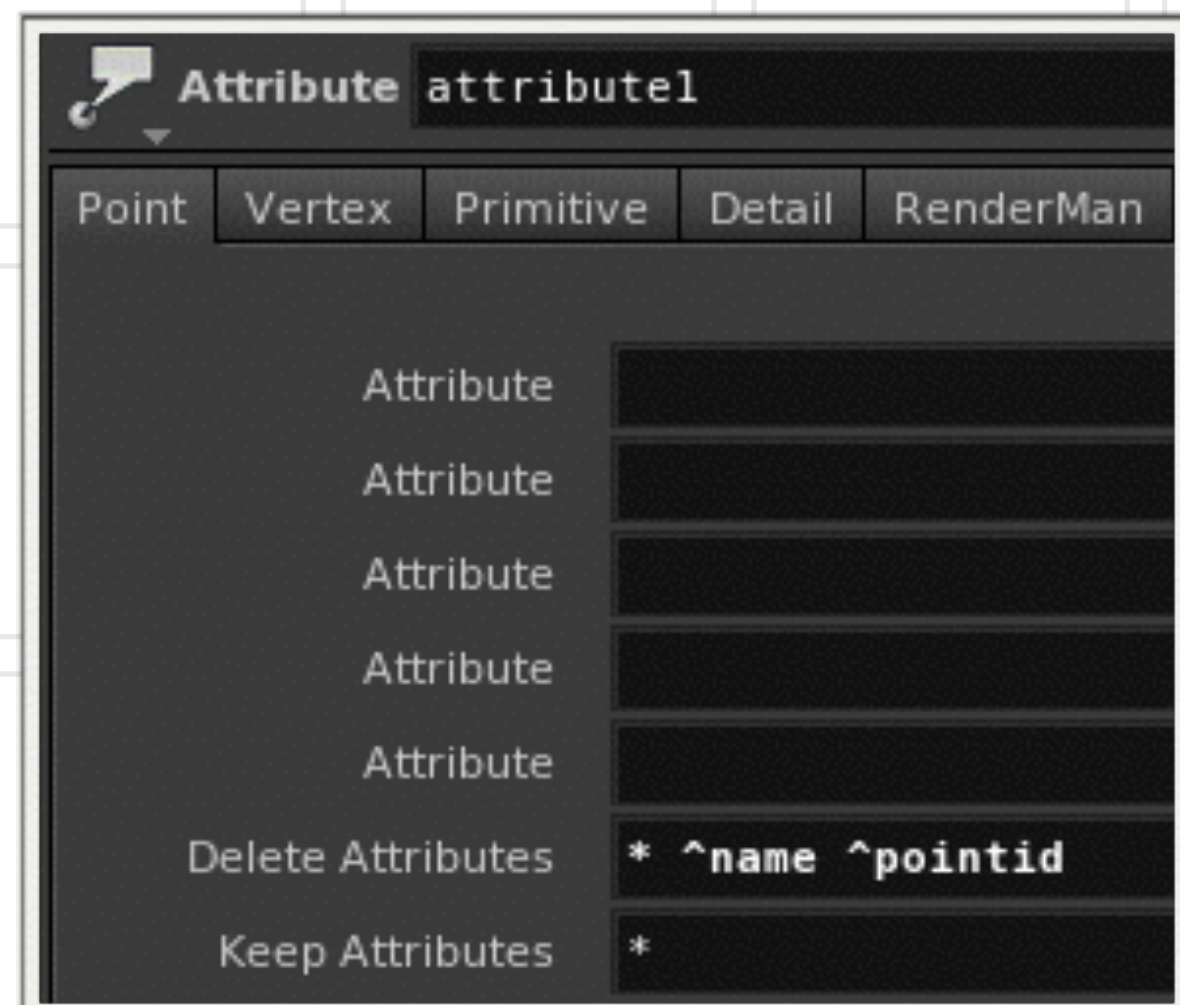 Attribute attribute1
Point Vertex Primitive Detail RenderMan
Attribute
Attribute
Attribute
Attribute
Attribute
Delete Attributes * ^name ^pointid
Keep Attributes *